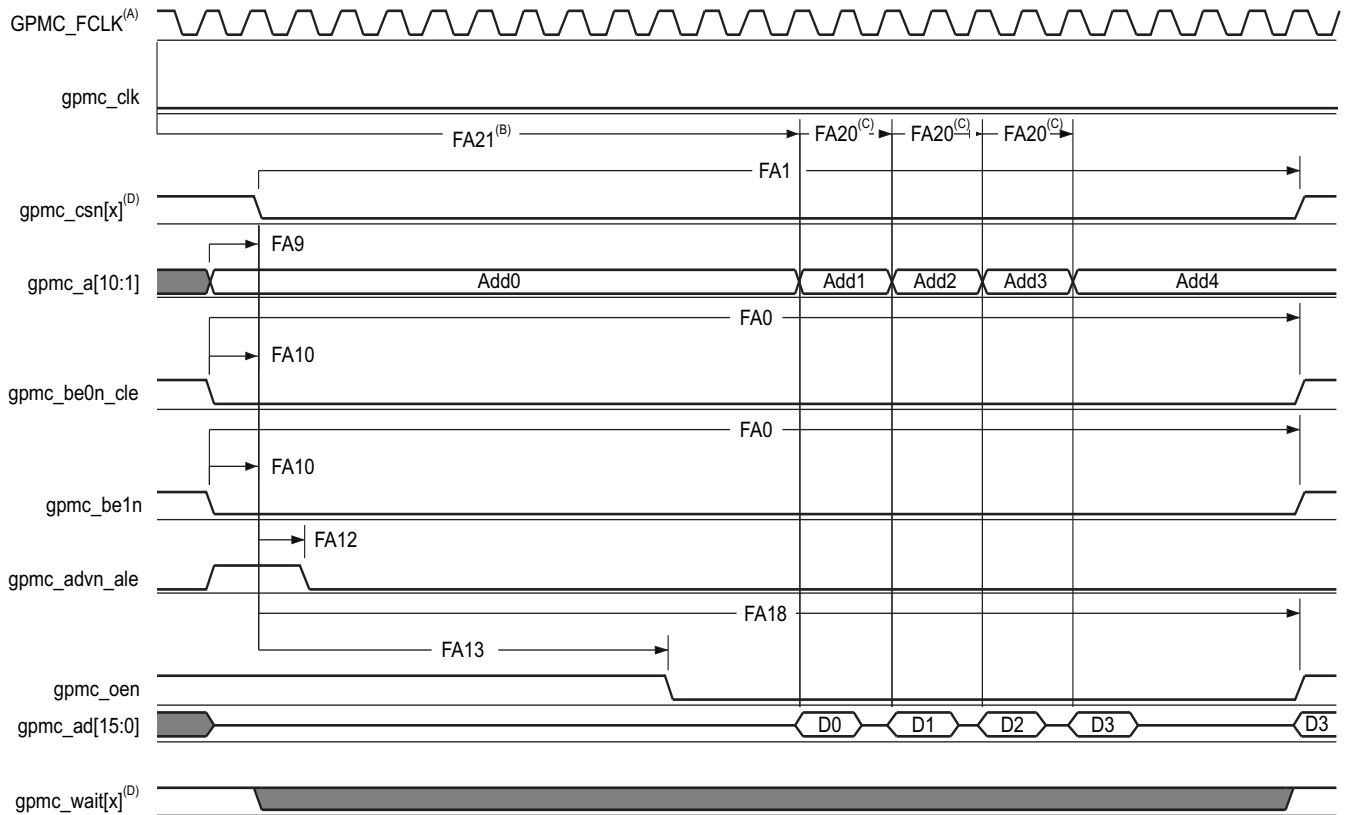 GPMC_FCLK(A)
gpmc_clk
FA21(B) FA20(C) FA20(C) FA20(C)
FA1
gpmc_csn[x](D)
FA9
gpmc_a[10:1] Add0 Add1 Add2 Add3 Add4
FA0
FA10
gpmc_be0n_cle
FA0
FA10
gpmc_be1n
FA12
gpmc_advn_ale
FA18
FA13
gpmc_oen
gpmc_ad[15:0] D0 D1 D2 D3 D3
gpmc_wait[x](D)